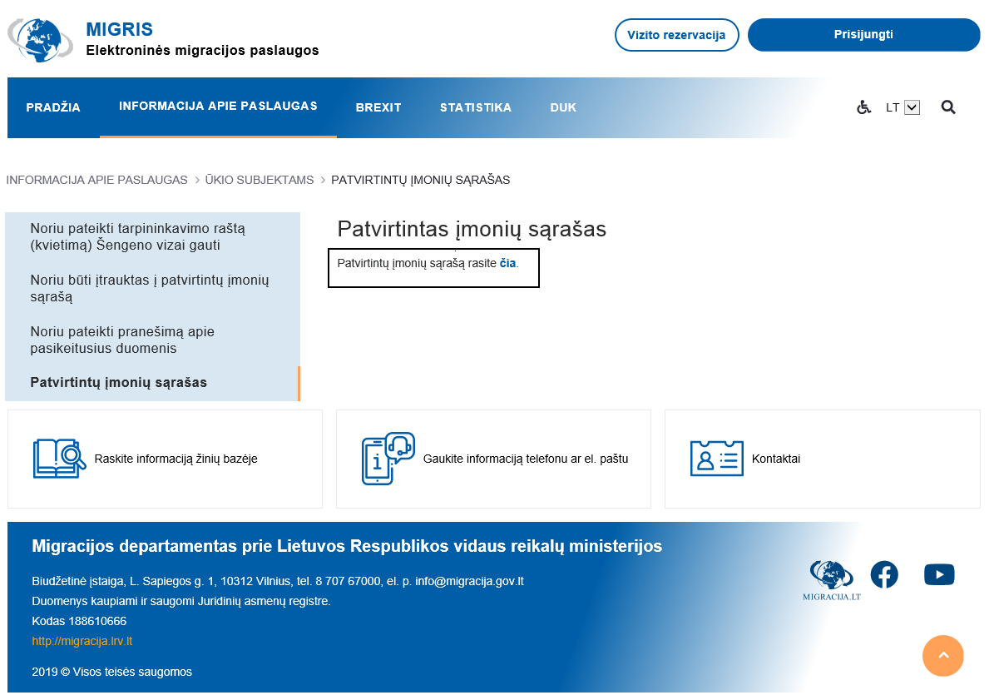 MIGRIS
Elektroninės migracijos paslaugos
Vizito rezervacija
Prisijungti
PRADŽIA
INFORMACIJA APIE PASLAUGAS
BREXIT
STATISTIKA
DUK
LT
INFORMACIJA APIE PASLAUGAS > ŪKIO SUBJEKTAMS > PATVIRTINTŲ ĮMONIŲ SĄRAŠAS
Noriu pateikti tarpininkavimo raštą
(kvietimą) Šengeno vizai gauti
Noriu būti įtrauktas į patvirtintų įmonių
sąrašą
Noriu pateikti pranešimą apie
pasikeitusius duomenis
Patvirtintų įmonių sąrašas
Patvirtintas įmonių sąrašas
Patvirtintų įmonių sąrašą rasite čia.
Raskite informaciją žinių bazėje
Gaukite informaciją telefonu ar el. paštu
Kontaktai
Migracijos departamentas prie Lietuvos Respublikos vidaus reikalų ministerijos
Biudžetinė įstaiga, L. Sapiegos g. 1, 10312 Vilnius, tel. 8 707 67000, el. p. info@migracija.gov.lt
Duomenys kaupiami ir saugomi Juridinių asmenų registre.
Kodas 188610666
http://migracija.lrv.lt
2019 © Visos teisės saugomos
MIGRACIJA.LT